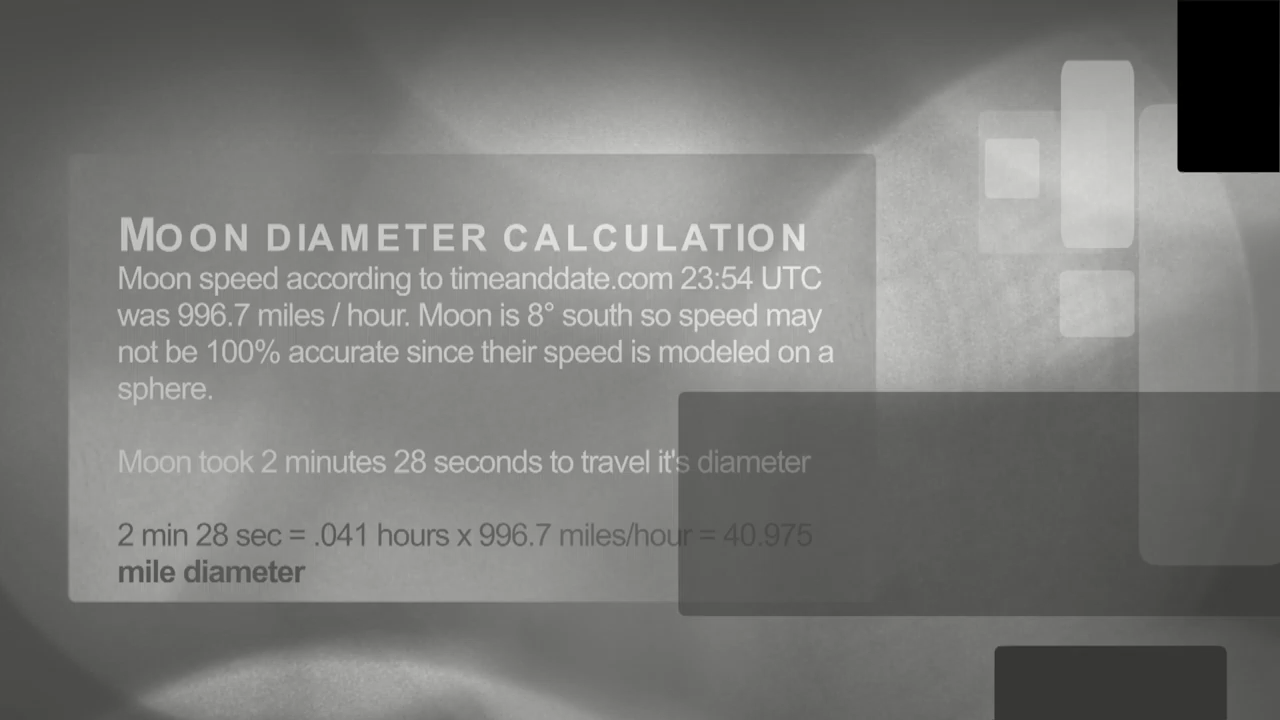 MOON DIAMETER CALCULATION
Moon speed according to timeanddate.com 23:54 UTC
was 996.7 miles / hour. Moon is 8° south so speed may
not be 100% accurate since their speed is modeled on a
sphere.
Moon took 2 minutes 28 seconds to travel it's diameter
2 min 28 sec = .041 hours x 996.7 miles/hour = 40.975
mile diameter